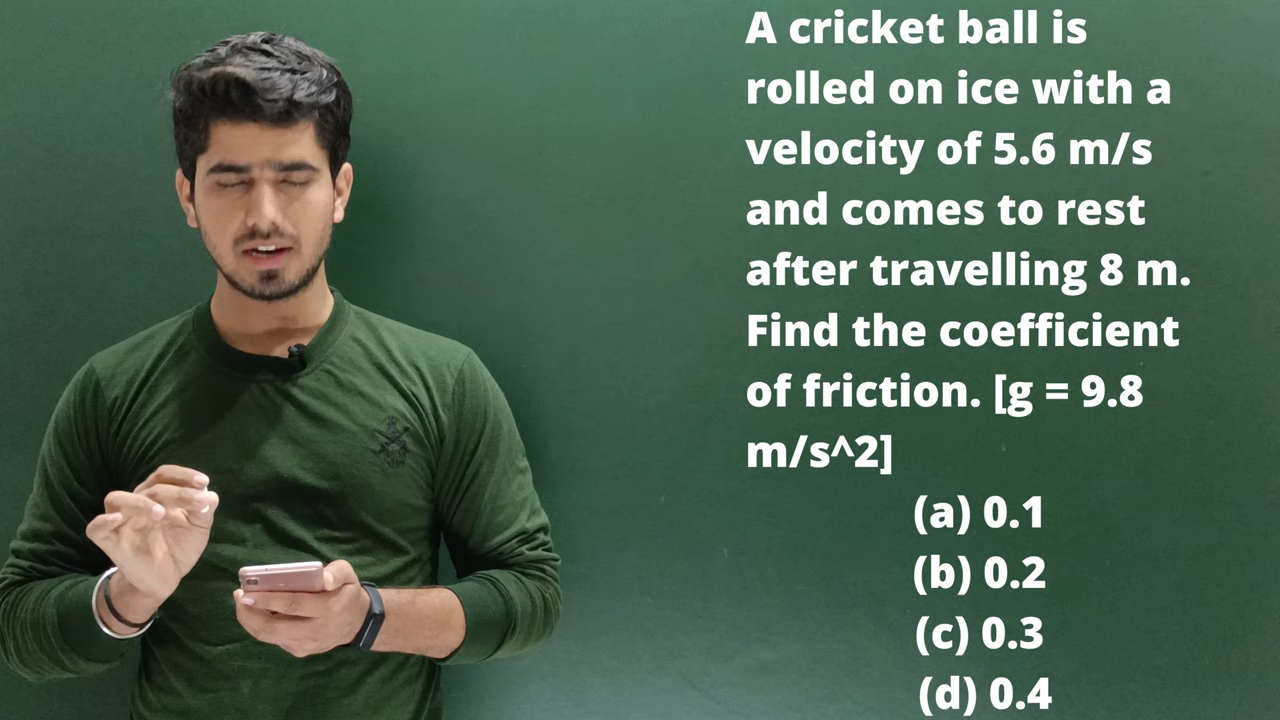 A cricket ball is
rolled on ice with a
velocity of 5.6 m/s
and comes to rest
after travelling 8 m.
Find the coefficient
of friction. [g = 9.8
m/s^2]
(a) 0.1
(b) 0.2
(c) 0.3
(d) 0.4